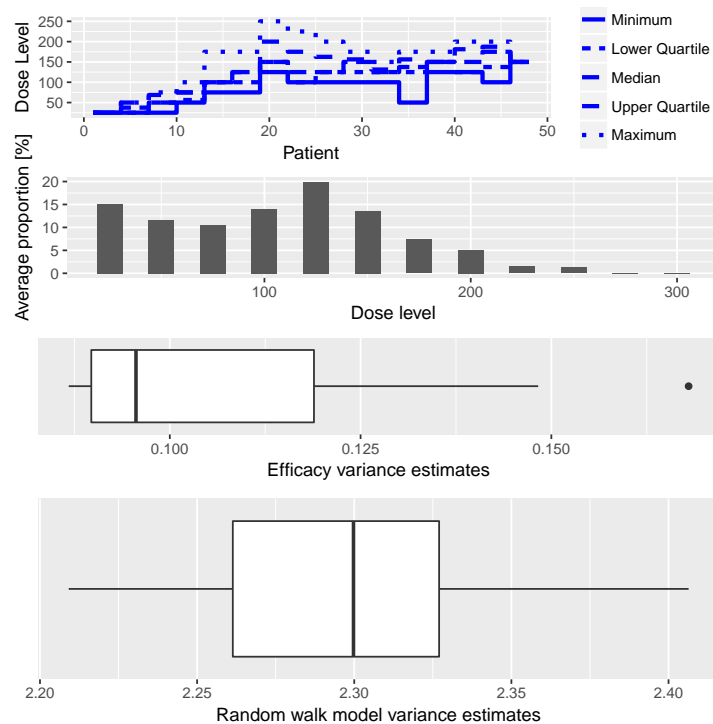 Dose Level
250
200
150
100
50
0
10
20
30
40
50
Patient
Minimum
Lower Quartile
Median
Upper Quartile
Maximum
Average proportion [%]
20
15
10
5
0
100
200
300
Dose level
0.100
0.125
0.150
Efficacy variance estimates
2.20
2.25
2.30
2.35
2.40
Random walk model variance estimates